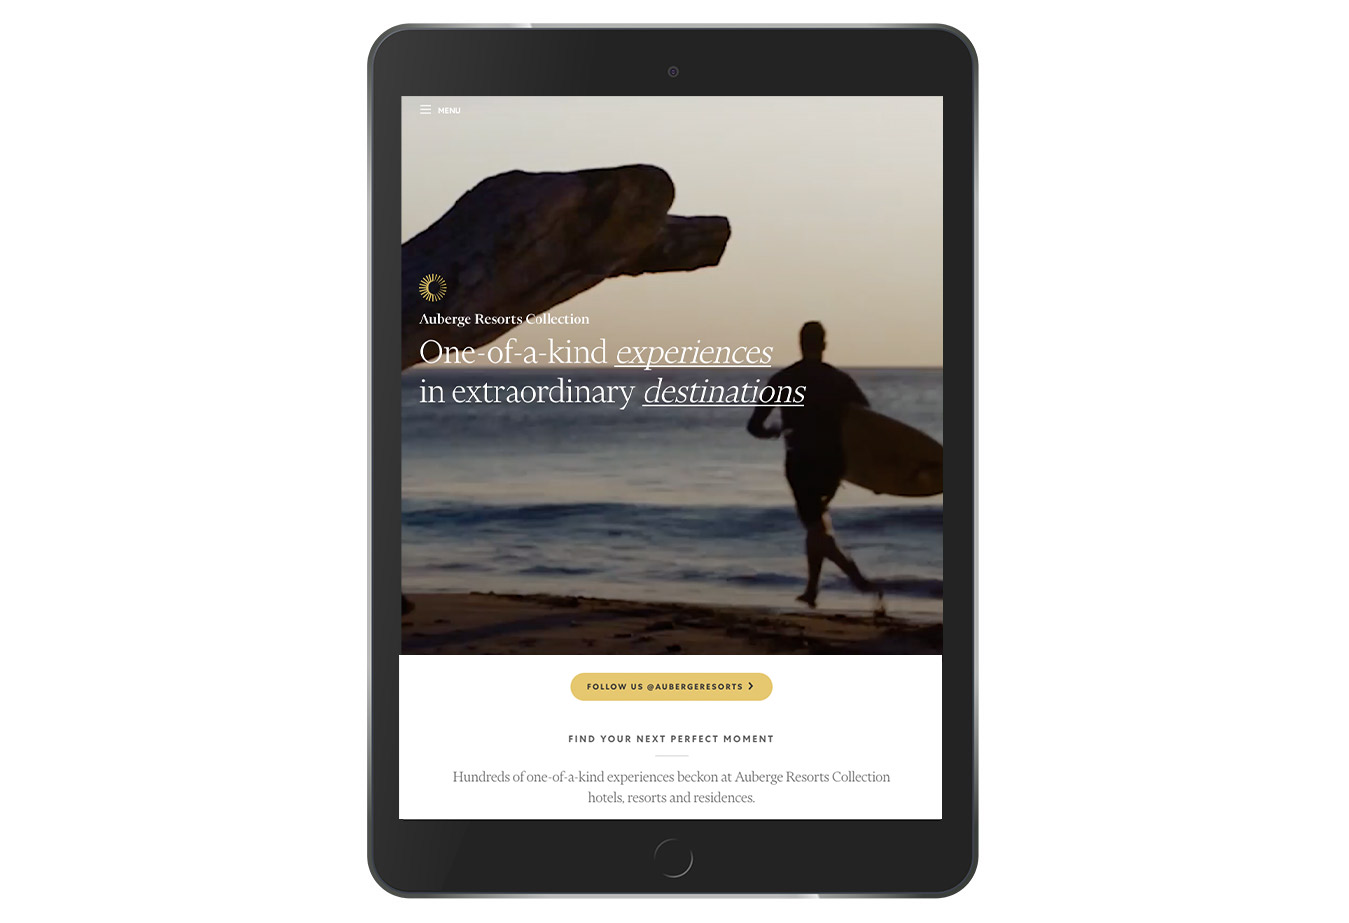 MENU
Auberge Resorts Collection
One-of-a-kind experiences
in extraordinary destinations
FOLLOW US @AUBERGERESORTS
FIND YOUR NEXT PERFECT MOMENT
Hundreds of one-of-a-kind experiences beckon at Auberge Resorts Collection
hotels, resorts and residences.